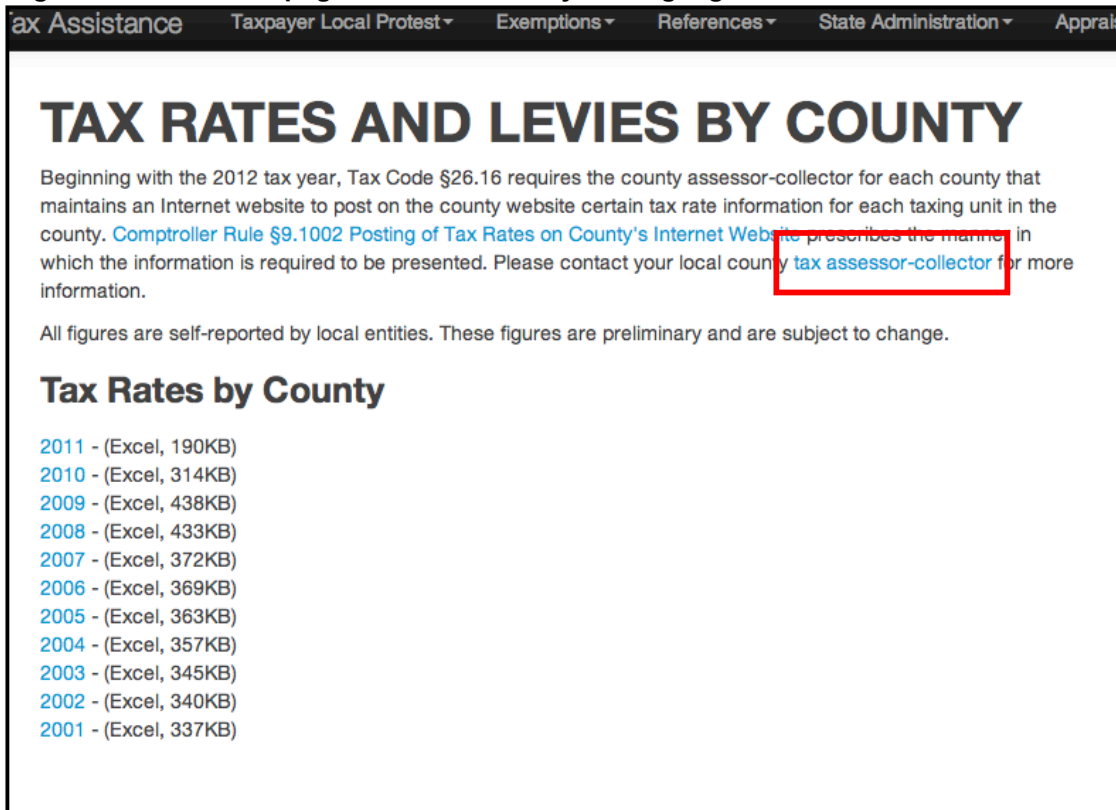 ax Assistance Taxpayer Local Protest Exemptions References State Administration Apprais
TAX RATES AND LEVIES BY COUNTY
Beginning with the 2012 tax year, Tax Code §26.16 requires the county assessor-collector for each county that
maintains an Internet website to post on the county website certain tax rate information for each taxing unit in the
county. Comptroller Rule §9.1002 Posting of Tax Rates on County's Internet Website prescribes the manner in
which the information is required to be presented. Please contact your local county tax assessor-collector for more
information.
All figures are self-reported by local entities. These figures are preliminary and are subject to change.
Tax Rates by County
2011 - (Excel, 190KB)
2010 - (Excel, 314KB)
2009 - (Excel, 438KB)
2008 - (Excel, 433KB)
2007 - (Excel, 372KB)
2006 - (Excel, 369KB)
2005 - (Excel, 363KB)
2004 - (Excel, 357KB)
2003 - (Excel, 345KB)
2002 - (Excel, 340KB)
2001 - (Excel, 337KB)